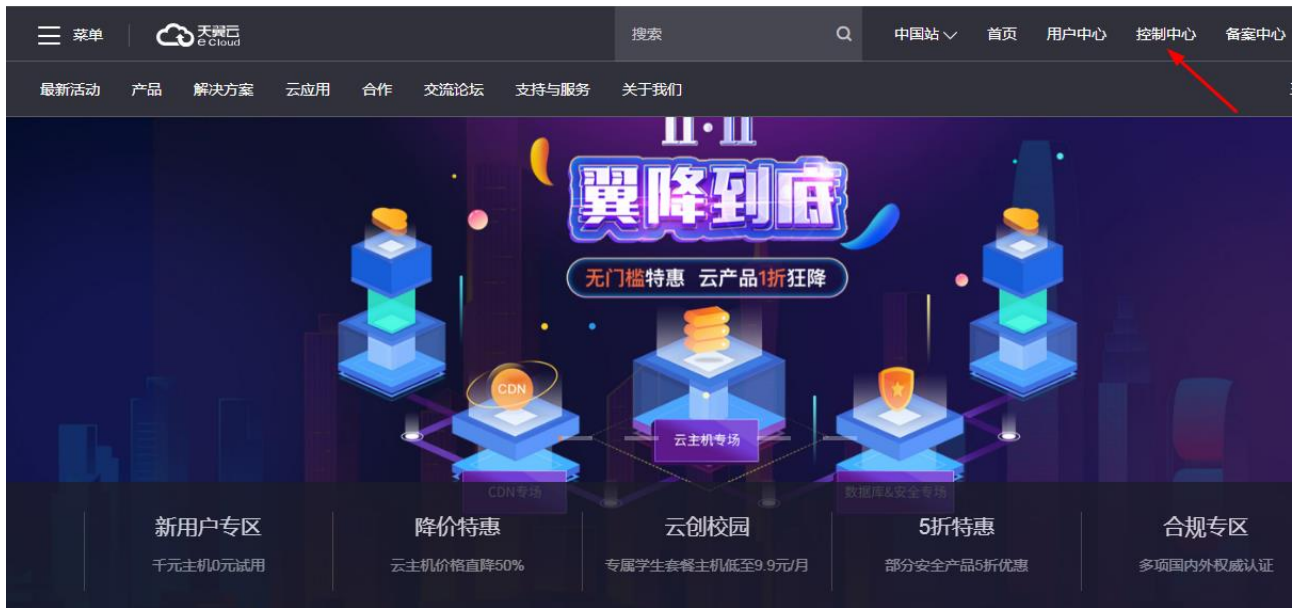 菜单
天翼云
e Cloud
搜索
中国站
首页
用户中心
控制中心
备案中心
最新活动
产品
解决方案
云应用
合作
交流论坛
支持与服务
关于我们
11·11
翼降到底
无门槛特惠 云产品1折狂降
CDN
云主机专场
CDN专场
数据库&安全专场
新用户专区
千元主机0元试用
降价特惠
云主机价格直降50%
云创校园
专属学生套餐主机低至9.9元/月
5折特惠
部分安全产品5折优惠
合规专区
多项国内外权威认证